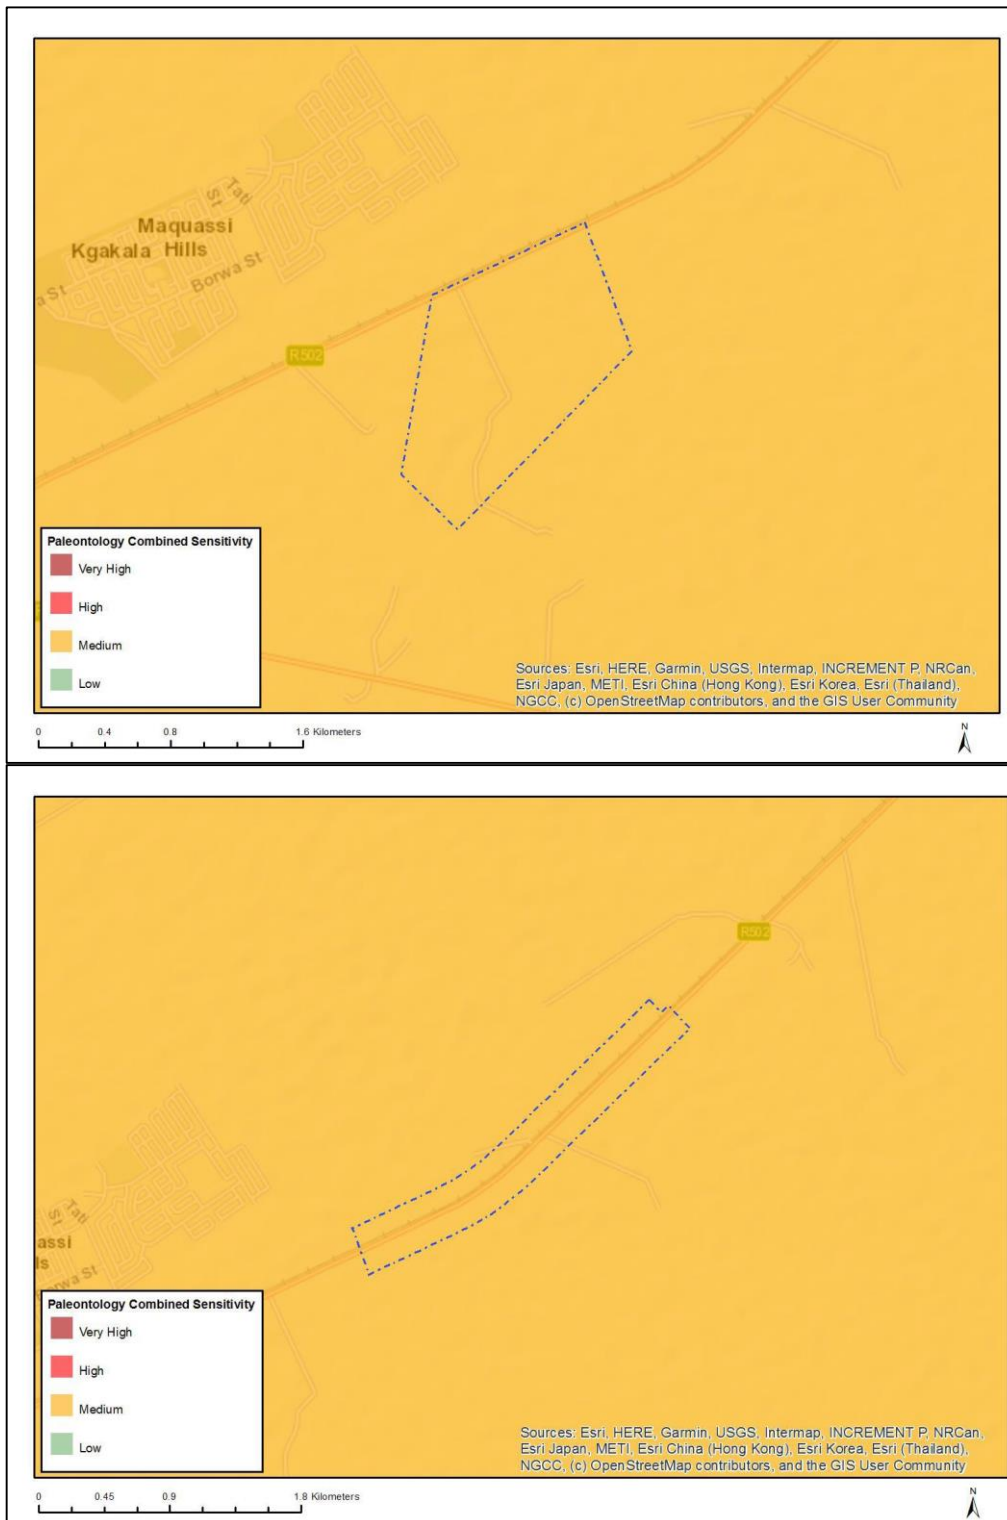 Tati
St
Maquassi
Kgakala Hills
Borwa St
a St
R502
Paleontology Combined Sensitivity
Very High
High
Medium
Low
Sources: Esri, HERE, Garmin, USGS, Intermap, INCREMENT P, NRCan,
Esri Japan, METI, Esri China (Hong Kong), Esri Korea, Esri (Thailand),
NGCC, (c) OpenStreetMap contributors, and the GIS User Community
0 0.4 0.8 1.6 Kilometers
N
R502
Tati
St
assi
ls
orwa St
Paleontology Combined Sensitivity
Very High
High
Medium
Low
Sources: Esri, HERE, Garmin, USGS, Intermap, INCREMENT P, NRCan,
Esri Japan, METI, Esri China (Hong Kong), Esri Korea, Esri (Thailand),
NGCC, (c) OpenStreetMap contributors, and the GIS User Community
0 0.45 0.9 1.8 Kilometers
N